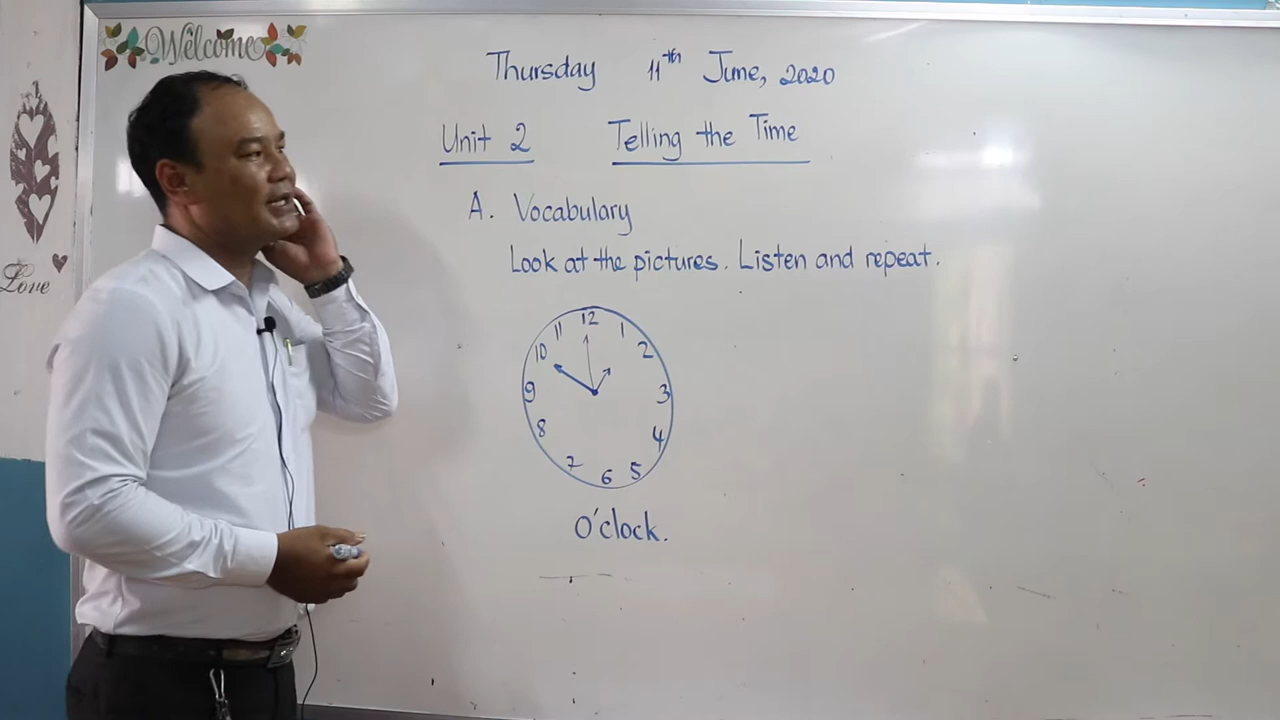 Welcome
Thursday 11th June, 2020
Unit 2 Telling the Time
A. Vocabulary
Look at the pictures. Listen and repeat.
Love
12
11 1
10 2
9 3
8 4
7 6 5
O'clock.